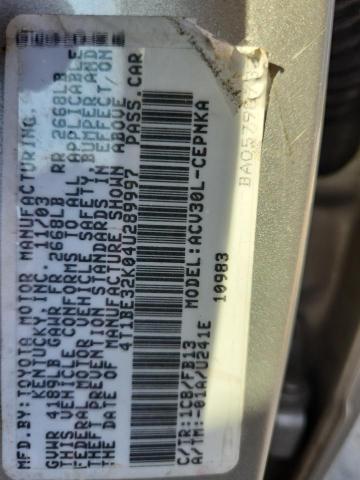 MFD. BY: TOYOTA MOTOR MANUFACTURING,
KENTUCKY, INC. 11/03
GVWR 4189LB GAWR FR 2668LB RR 2668LB
THIS VEHICLE CONFORMS TO ALL APPLICABLE
FEDERAL MOTOR VEHICLE SAFETY, BUMPER AND
THEFT PREVENTION STANDARDS IN EFFECT ON
THE DATE OF MANUFACTURE SHOWN ABOVE.
4T1BE32K04U289997 PASS.CAR
C/TR:1C8/FB13 MODEL:ACV30L-CEPNKA
A/TM:-01A/U241E 10983